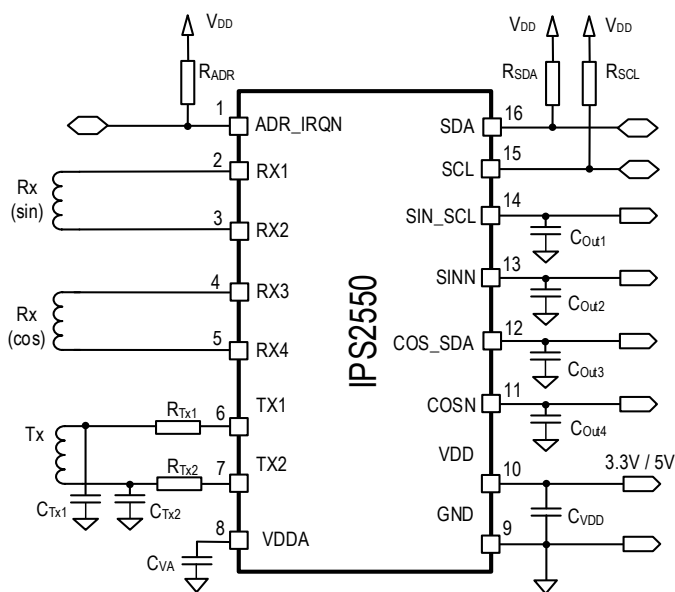 VDD
VDD
VDD
RADR
RSDA
RSCL
1
ADR_IRQN
SDA
16
2
RX1
SCL
15
Rx
(sin)
3
RX2
SIN_SCL
14
COut1
4
RX3
SINN
13
COut2
Rx
(cos)
5
RX4
COS_SDA
12
COut3
IPS2550
TX1
6
RTx1
COSN
11
COut4
Tx
RTx2
TX2
7
VDD
10
3.3V / 5V
CTx1
CTx2
8
VDDA
GND
9
CVDD
CVA